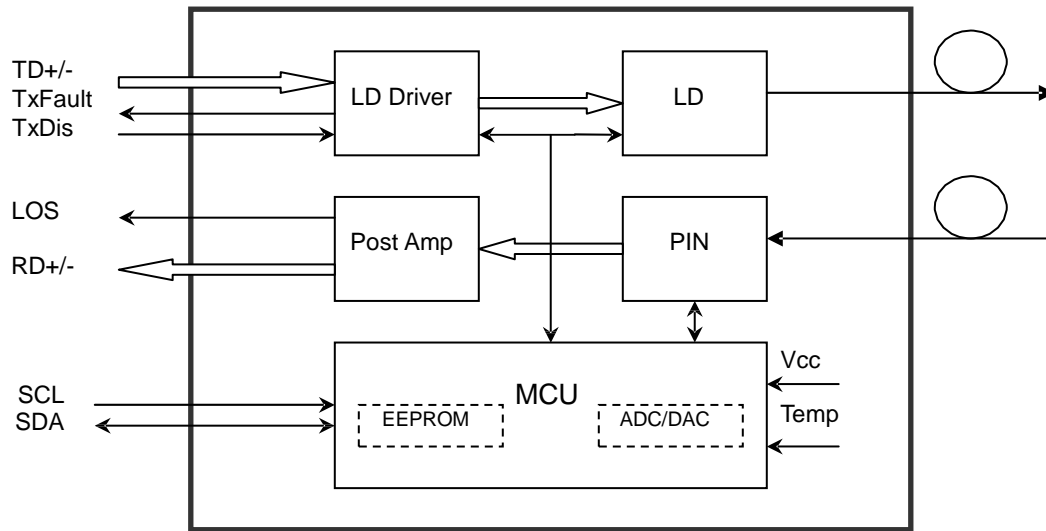 TD+/-
TxFault
TxDis
LD Driver
LD
LOS
RD+/-
Post Amp
PIN
SCL
SDA
MCU
EEPROM
ADC/DAC
Vcc
Temp